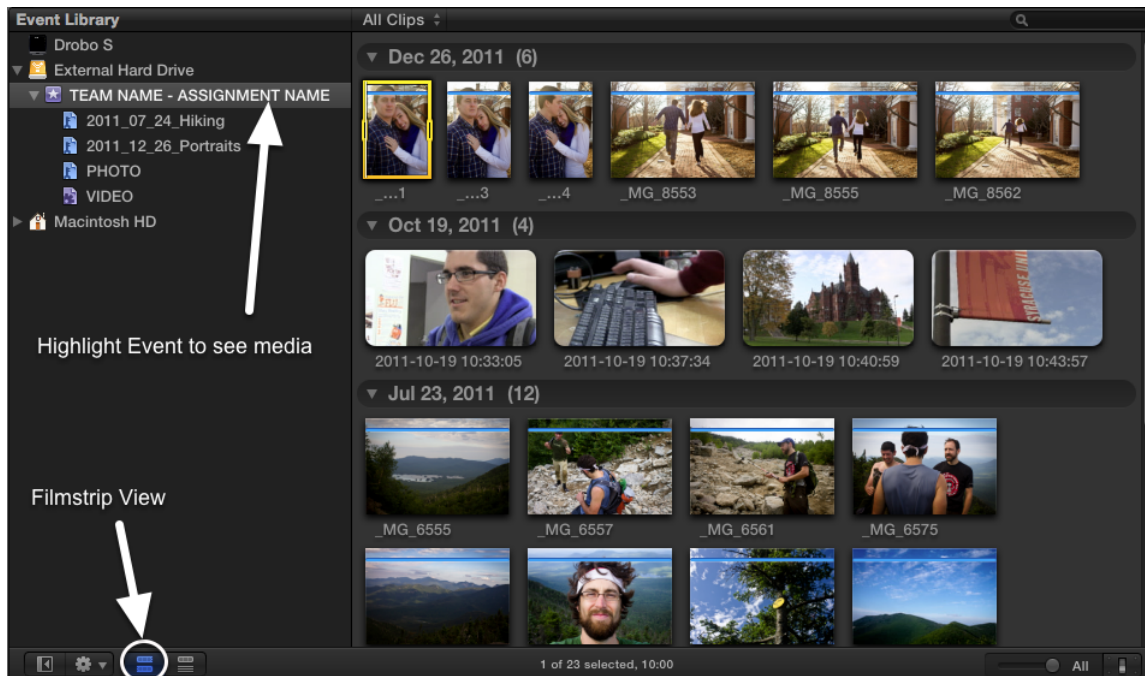 Event Library
All Clips
Drobo S
External Hard Drive
TEAM NAME - ASSIGNMENT NAME
2011_07_24_Hiking
2011_12_26_Portraits
PHOTO
VIDEO
Macintosh HD
Highlight Event to see media
Filmstrip View
Dec 26, 2011 (6)
_...1
_...3
_...4
_MG_8553
_MG_8555
_MG_8562
Oct 19, 2011 (4)
SYRACUSE UNI
2011-10-19 10:33:05
2011-10-19 10:37:34
2011-10-19 10:40:59
2011-10-19 10:43:57
Jul 23, 2011 (12)
_MG_6555
_MG_6557
_MG_6561
_MG_6575
1 of 23 selected, 10:00
All